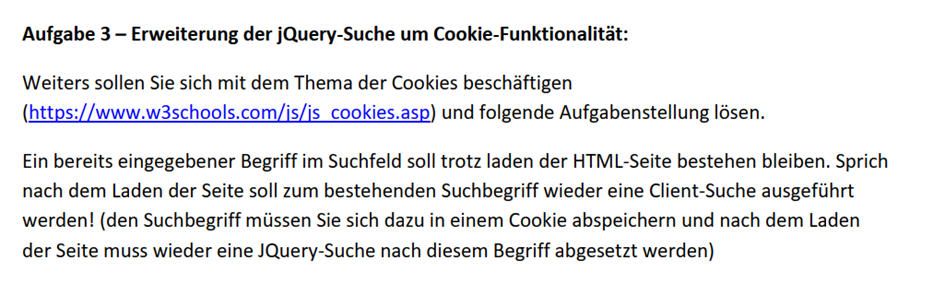 Aufgabe 3 – Erweiterung der jQuery-Suche um Cookie-Funktionalität:
Weiters sollen Sie sich mit dem Thema der Cookies beschäftigen
(https://www.w3schools.com/js/js_cookies.asp) und folgende Aufgabenstellung lösen.
Ein bereits eingegebener Begriff im Suchfeld soll trotz laden der HTML-Seite bestehen bleiben. Sprich
nach dem Laden der Seite soll zum bestehenden Suchbegriff wieder eine Client-Suche ausgeführt
werden! (den Suchbegriff müssen Sie sich dazu in einem Cookie abspeichern und nach dem Laden
der Seite muss wieder eine JQuery-Suche nach diesem Begriff abgesetzt werden)